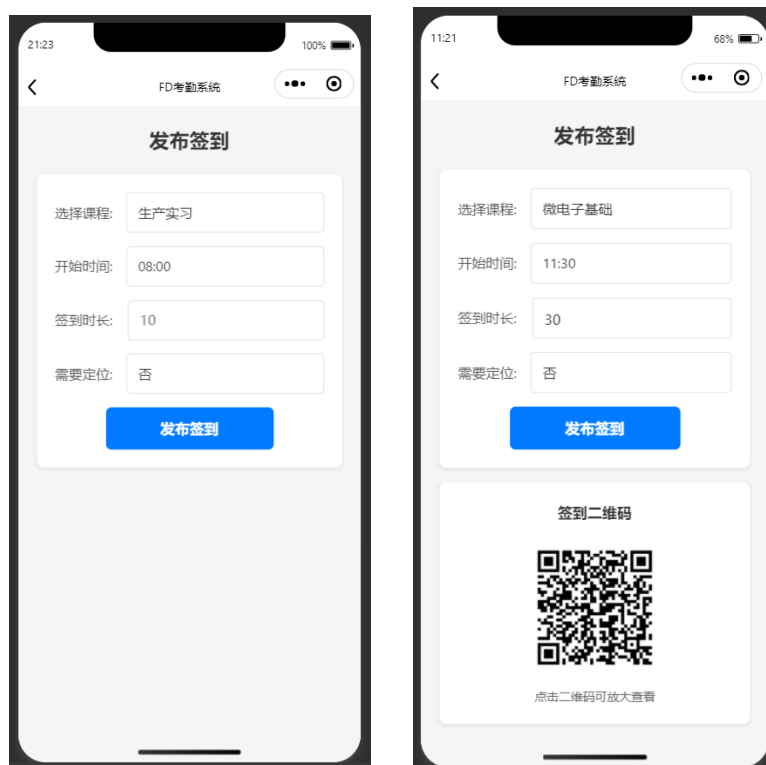 21:23
100%
FD考勤系统
发布签到
选择课程: 生产实习
开始时间: 08:00
签到时长: 10
需要定位: 否
发布签到
11:21
68%
FD考勤系统
发布签到
选择课程: 微电子基础
开始时间: 11:30
签到时长: 30
需要定位: 否
发布签到
签到二维码
点击二维码可放大查看